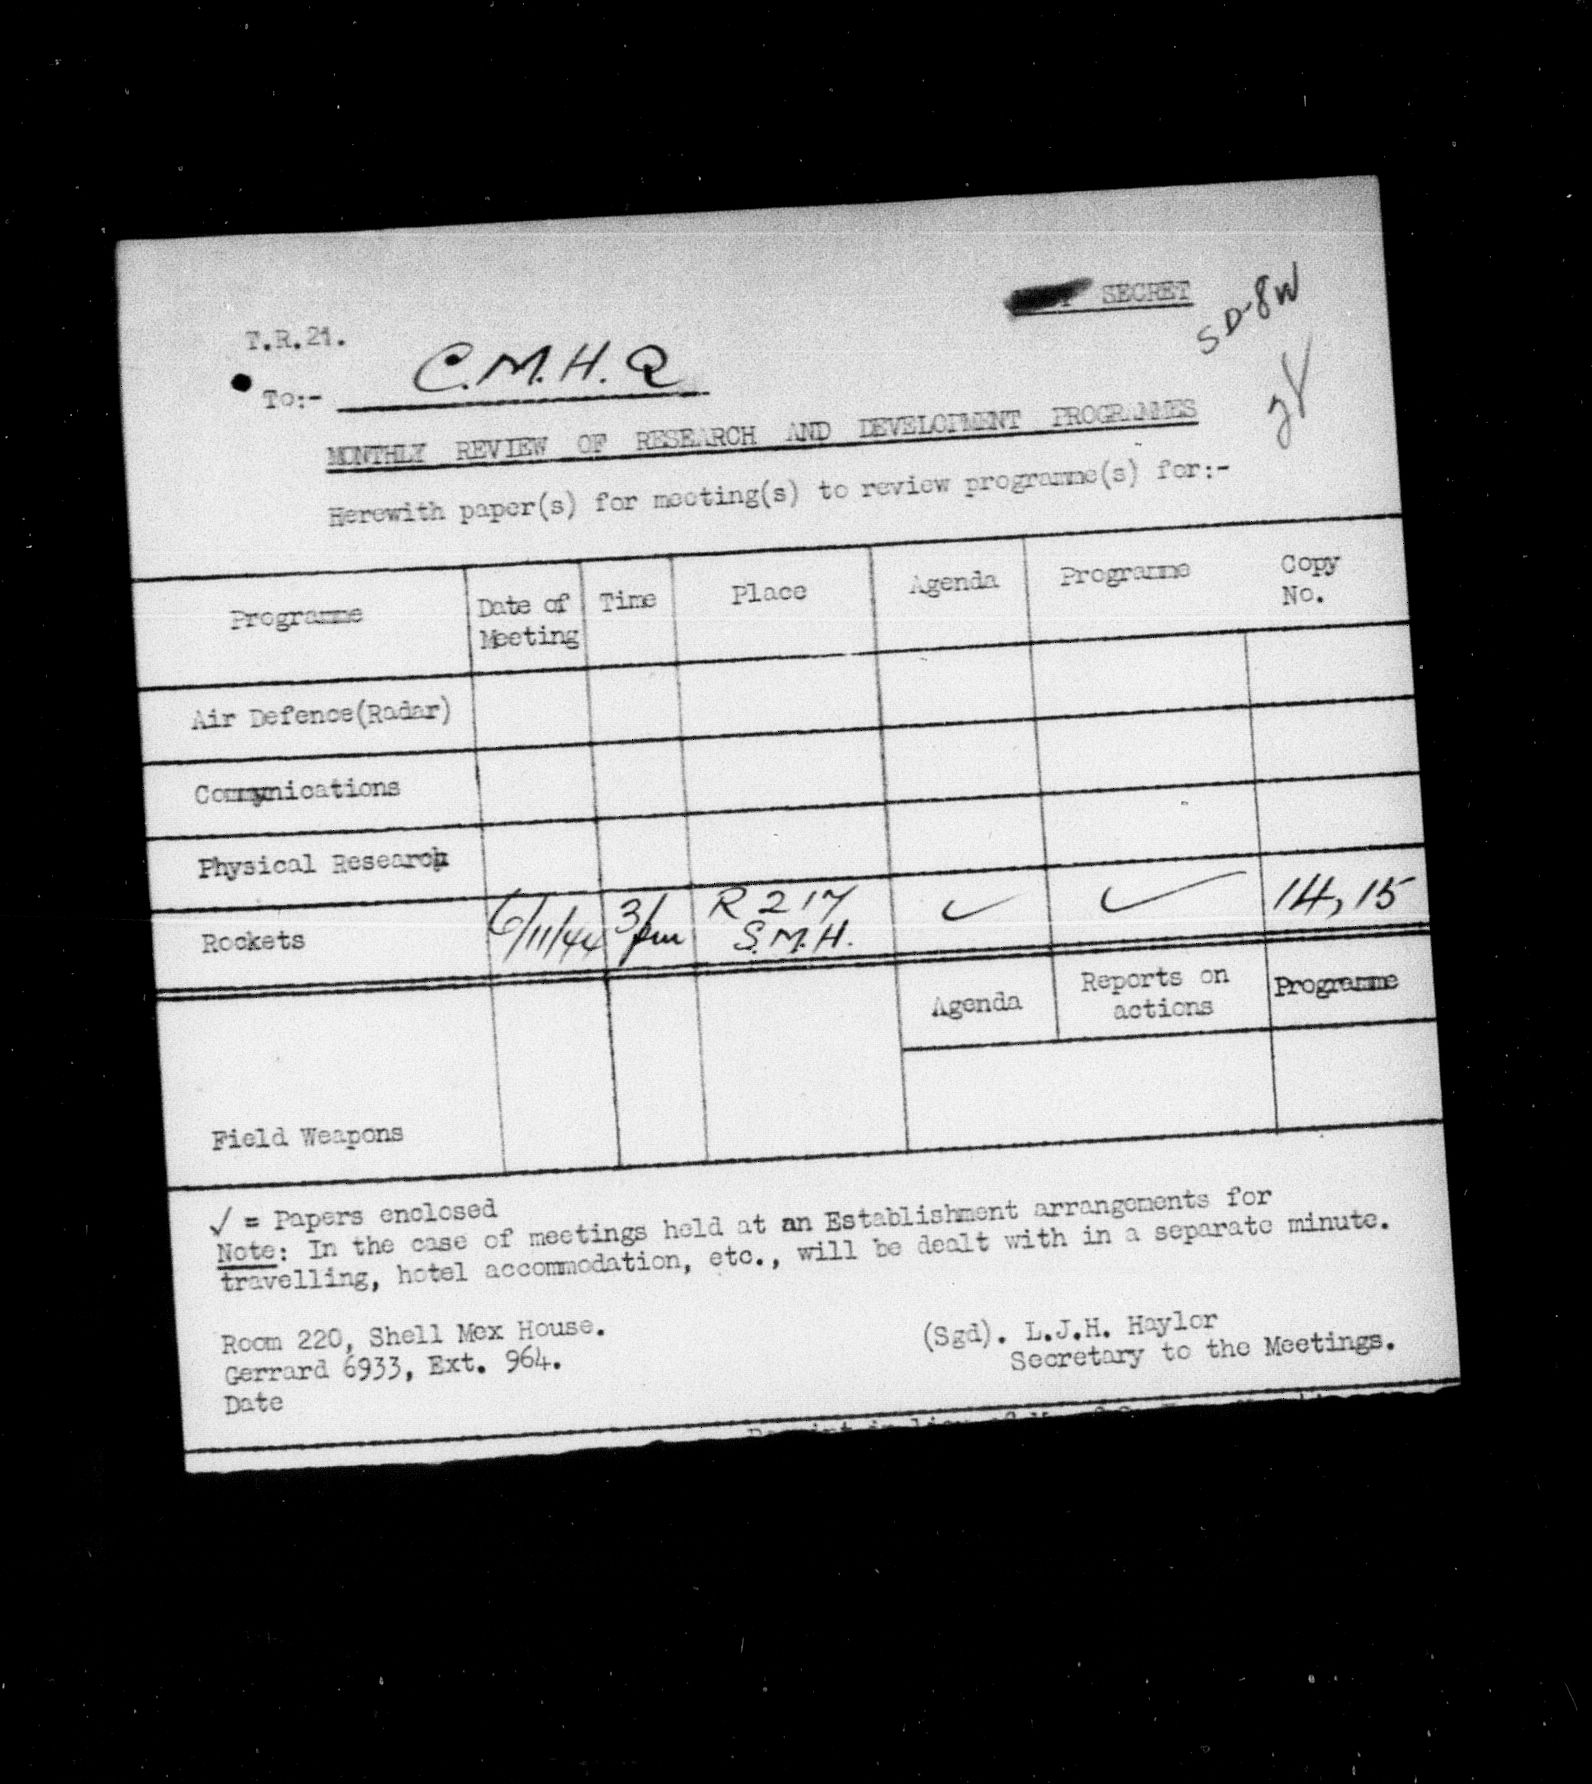 SECRET
SD-8W
T.R.21.
To:- C.M.H.Q
MONTHLY REVIEW OF RESEARCH AND DEVELOPMENT PROGRAMMES
Herewith paper(s) for meeting(s) to review programme(s) for:-
Programme Date of Meeting Time Place Agenda Programme Copy No.
Air Defence(Radar)
Communications
Physical Research
Rockets 6/11/44 3/pm R 217 S.M.H. ✓ ✓ 14, 15
Agenda Reports on actions Programme
Field Weapons
✓ = Papers enclosed
Note: In the case of meetings held at an Establishment arrangements for
travelling, hotel accommodation, etc., will be dealt with in a separate minute.
Room 220, Shell Mex House.
Gerrard 6933, Ext. 964.
Date
(Sgd). L.J.H. Haylor
Secretary to the Meetings.